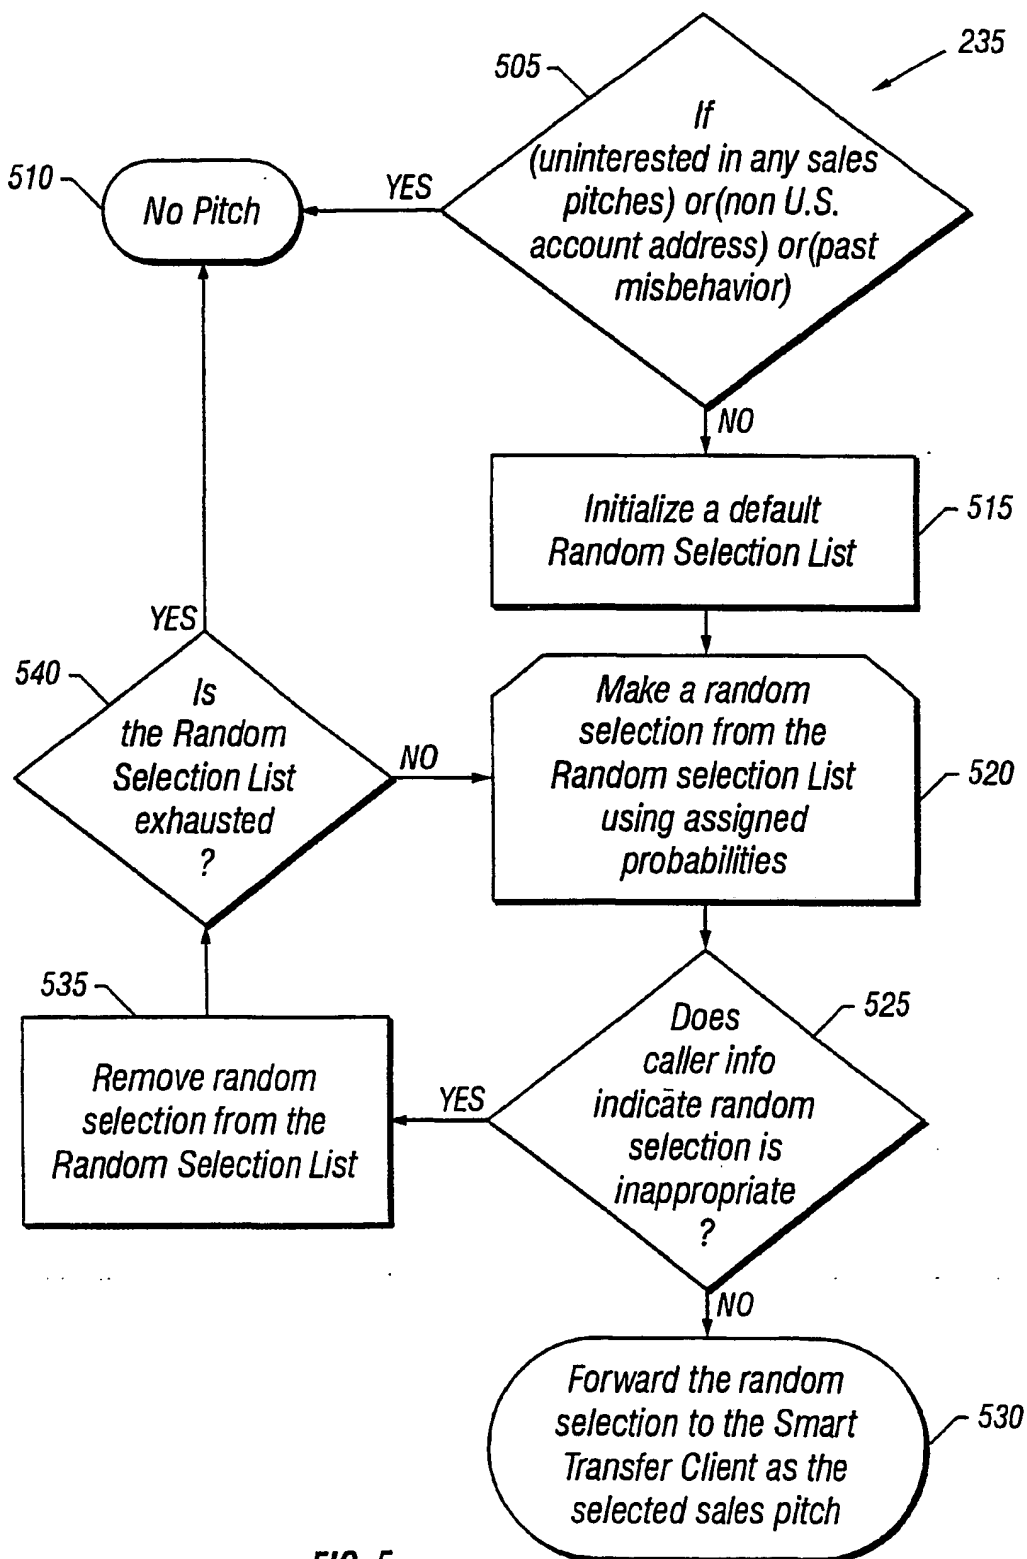 235
505
If
(uninterested in any sales
pitches) or(non U.S.
account address) or(past
misbehavior)
YES
510
No Pitch
NO
Initialize a default
Random Selection List
515
YES
540
Is
the Random
Selection List
exhausted
?
NO
Make a random
selection from the
Random selection List
using assigned
probabilities
520
535
Remove random
selection from the
Random Selection List
YES
Does
caller info
indicate random
selection is
inappropriate
?
525
NO
Forward the random
selection to the Smart
Transfer Client as the
selected sales pitch
530
FIG. 5